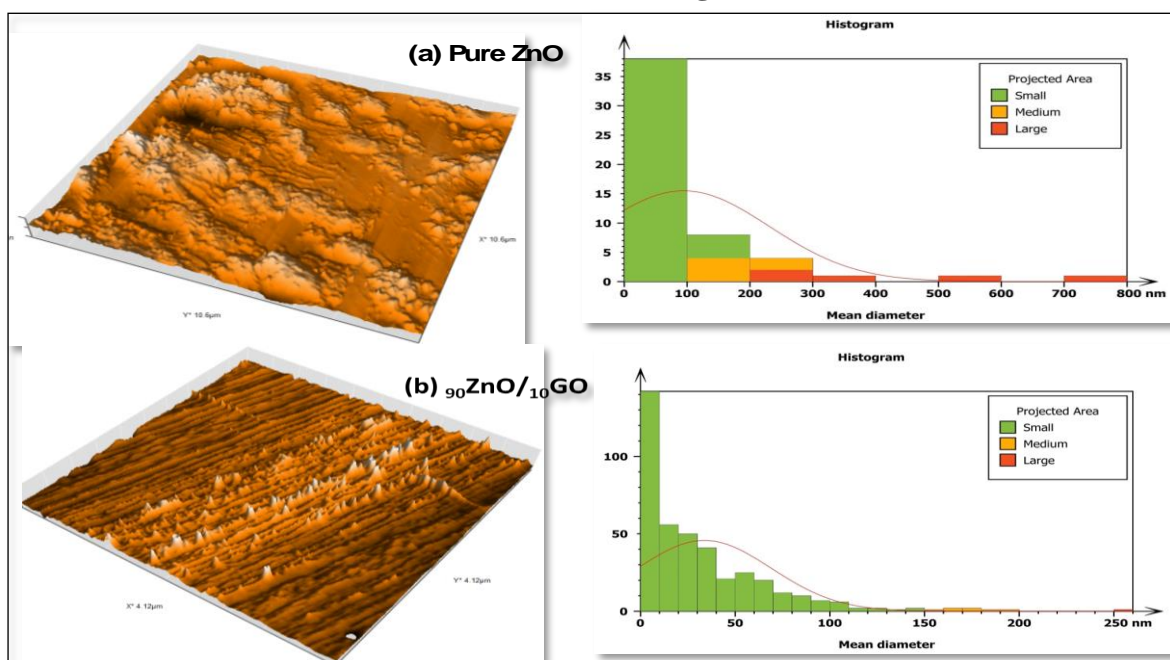 (a) Pure ZnO
X* 10.6µm
Y* 10.6µm
Histogram
Projected Area
Small
Medium
Large
35
30
25
20
15
10
5
0
0 100 200 300 400 500 600 700 800 nm
Mean diameter
(b) ₉₀ZnO/₁₀GO
Y* 4.12µm
X* 4.12µm
Histogram
Projected Area
Small
Medium
Large
100
50
0
0 50 100 150 200 250 nm
Mean diameter